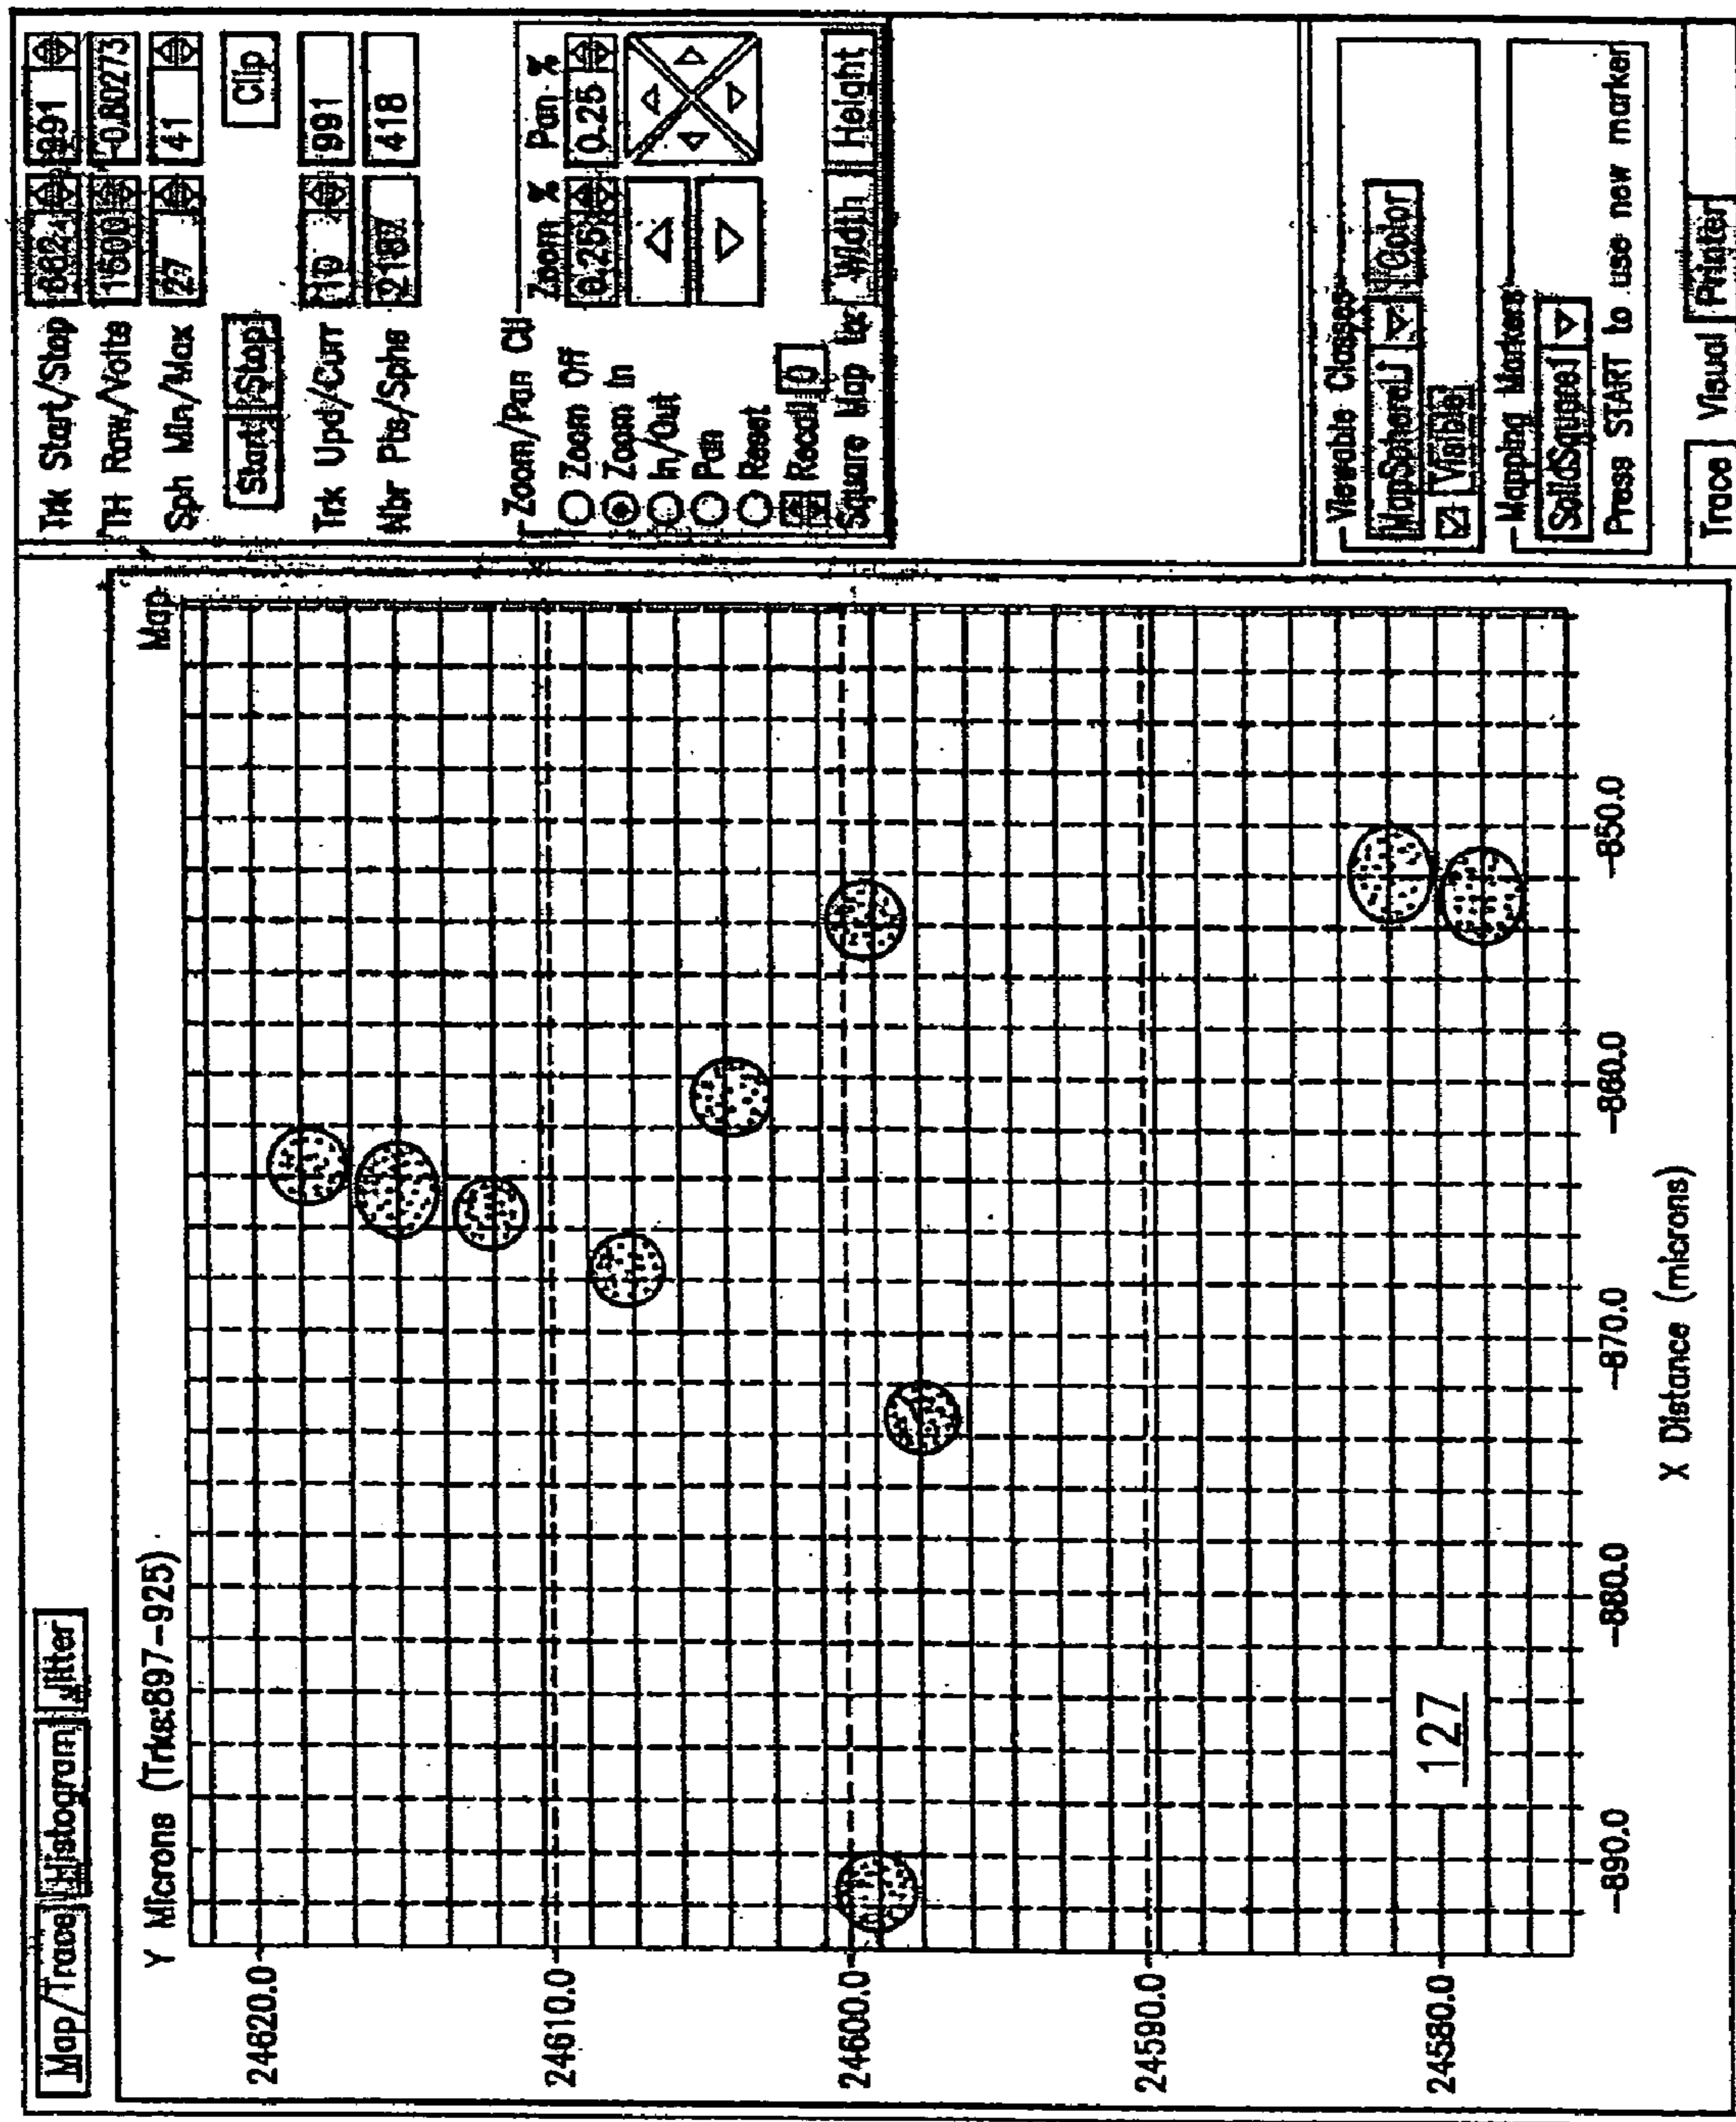 Map/Trace Histogram Jitter
Y Microns (Trks:897-925)
Map
24620.0
24610.0
24600.0
24590.0
24580.0
127
-890.0
-880.0
-870.0
-860.0
-850.0
X Distance (microns)
Trk Start/Stop 882 991
TH Raw/Volts 1500 -0.80273
Sph Min/Max 27 41
Start Stop Clip
Trk Upd/Curr 10 991
Nbr Pts/Sphs 2187 418
Zoom/Pan Ctl
Zoom % Pan %
Zoom Off 0.25 0.25
Zoom In
In/Out
Pan
Reset
Recall 0
Square Map by: Width Height
Viewable Classes
MapSphereLi Color
Visible
Mapping Markers
SolidSquare
Press START to use new marker
Trace Visual Printer